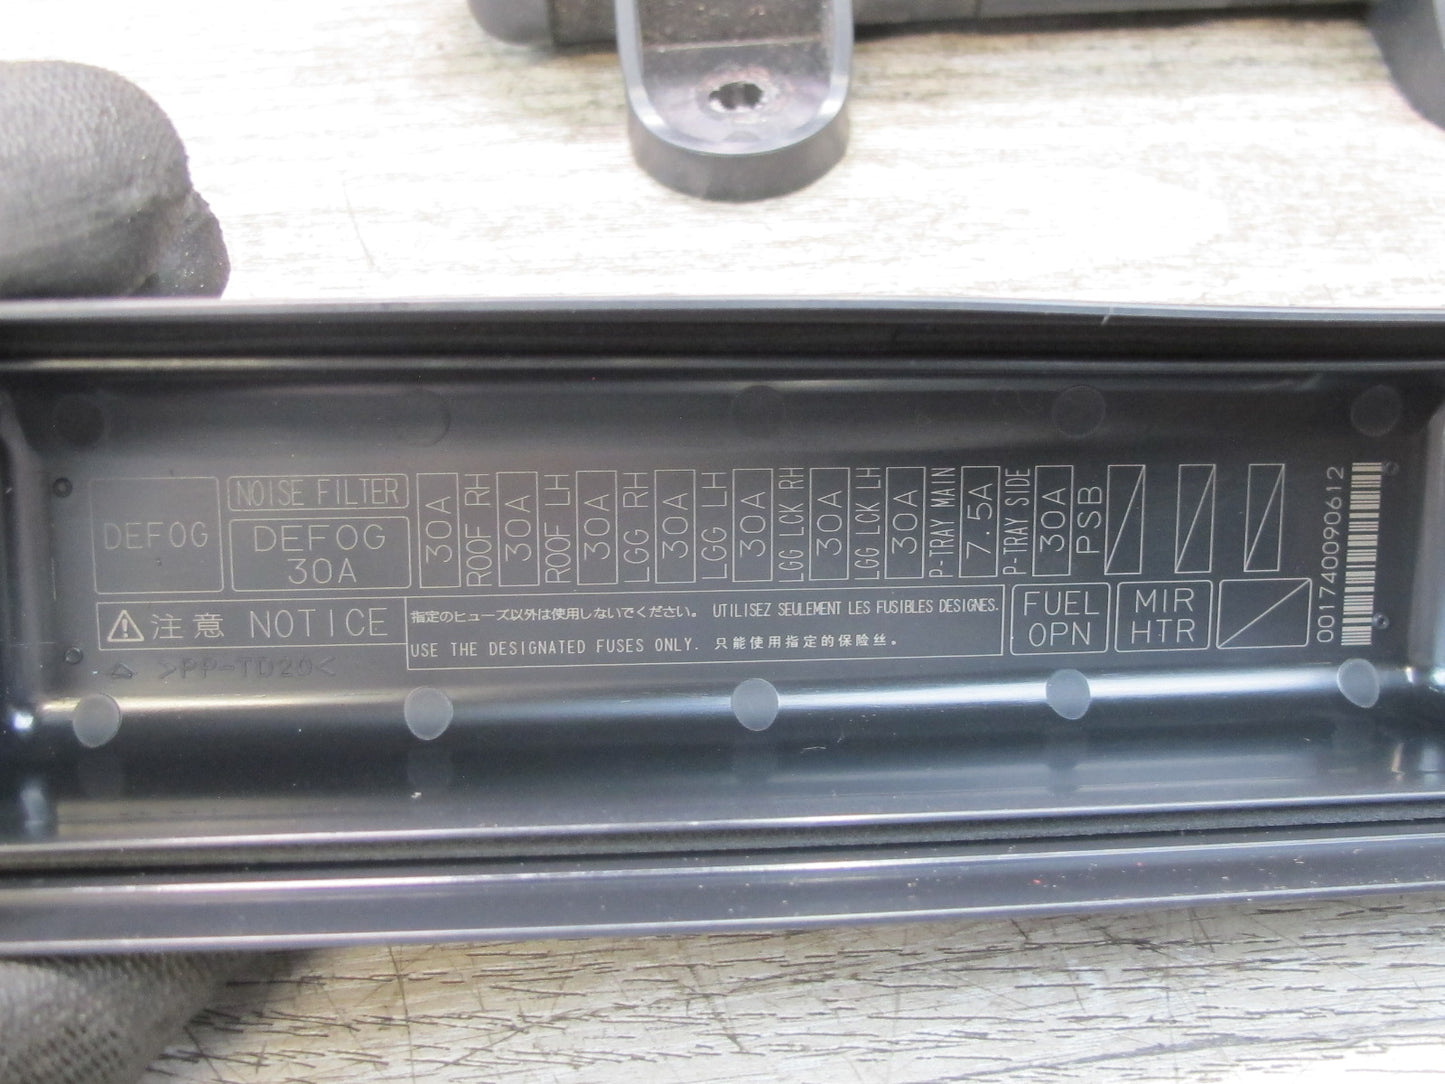 DEFOG
NOISE FILTER
DEFOG
30A
30A
ROOF RH
30A
ROOF LH
30A
LGG RH
30A
LGG LH
30A
LGG LCK RH
30A
LGG LCK LH
30A
P-TRAY MAIN
7.5A
P-TRAY SIDE
30A
PSB
注意 NOTICE
指定のヒューズ以外は使用しないでください。 UTILISEZ SEULEMENT LES FUSIBLES DESIGNES.
USE THE DESIGNATED FUSES ONLY. 只能使用指定的保险丝。
FUEL
OPN
MIR
HTR
>PP-TD20<
001740090612